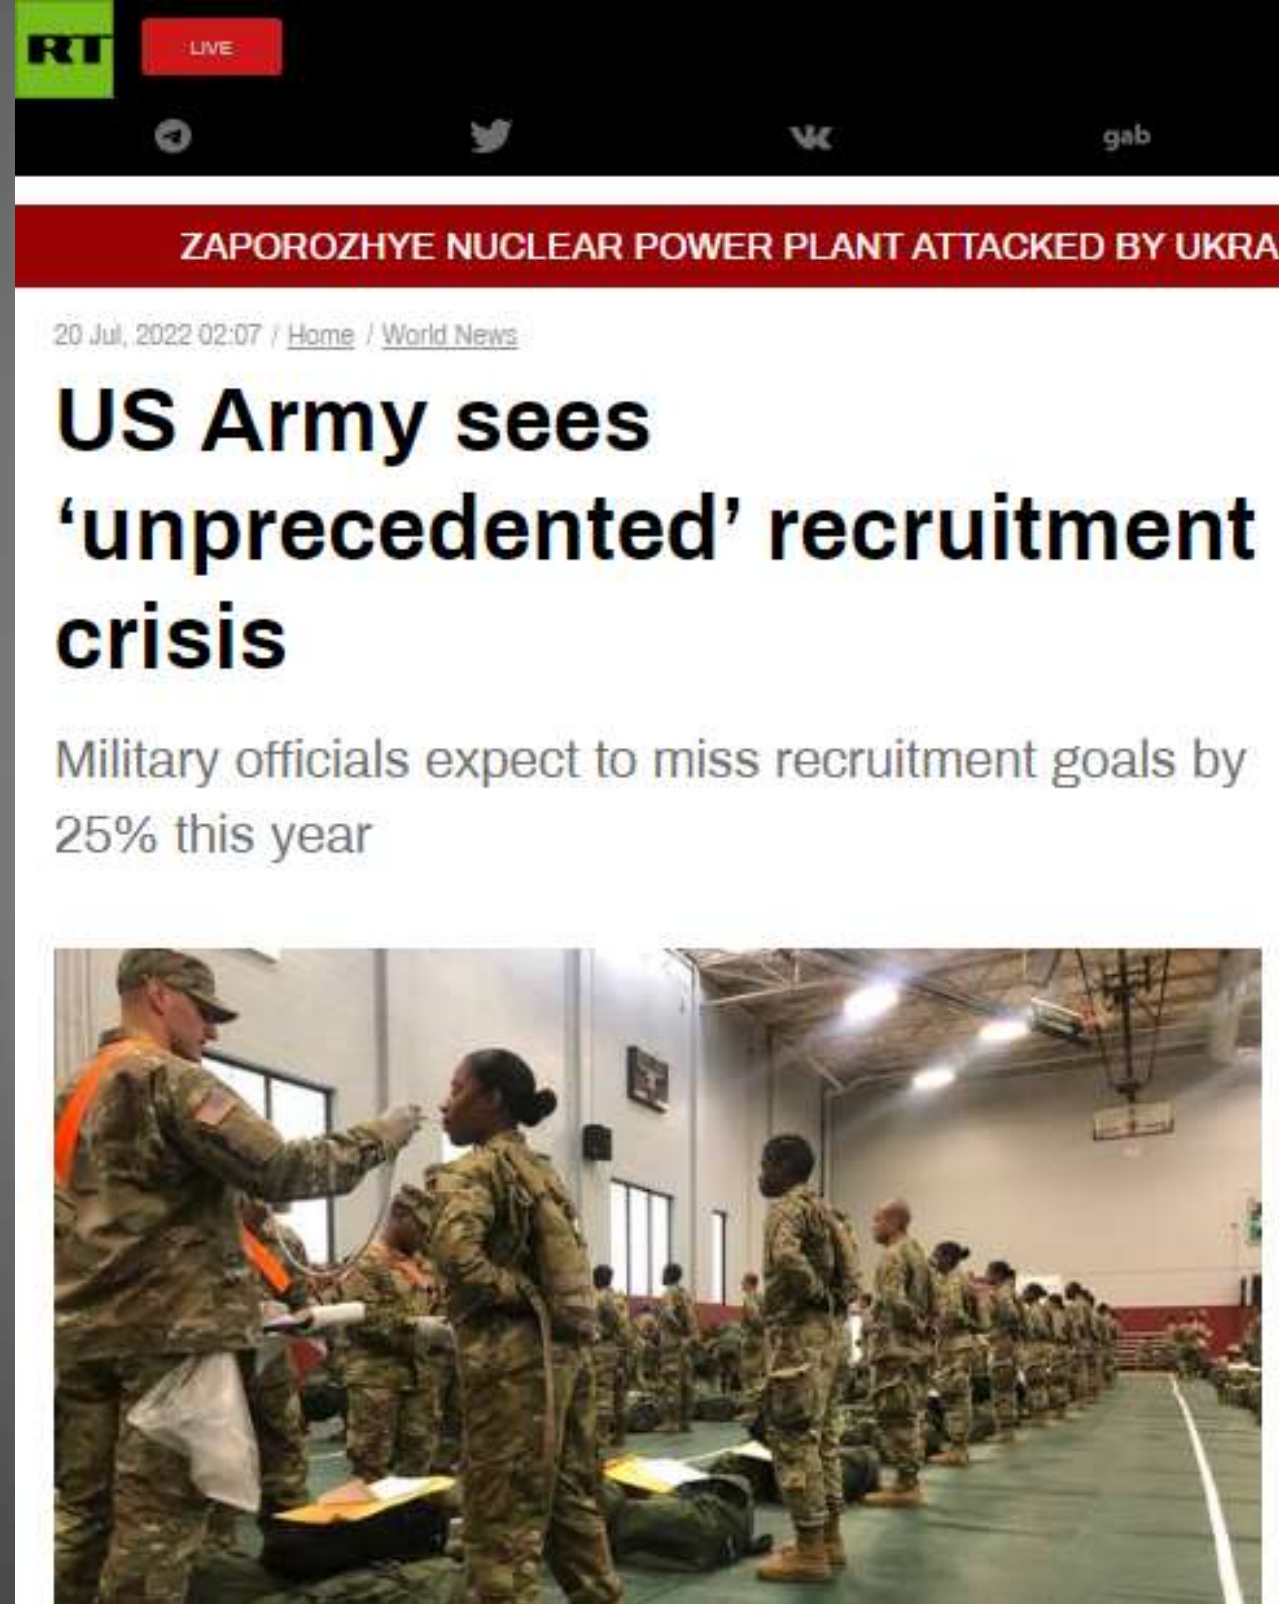 RT
LIVE
gab
ZAPOROZHYE NUCLEAR POWER PLANT ATTACKED BY UKRA
20 Jul, 2022 02:07 / Home / World News
US Army sees
‘unprecedented’ recruitment
crisis
Military officials expect to miss recruitment goals by
25% this year